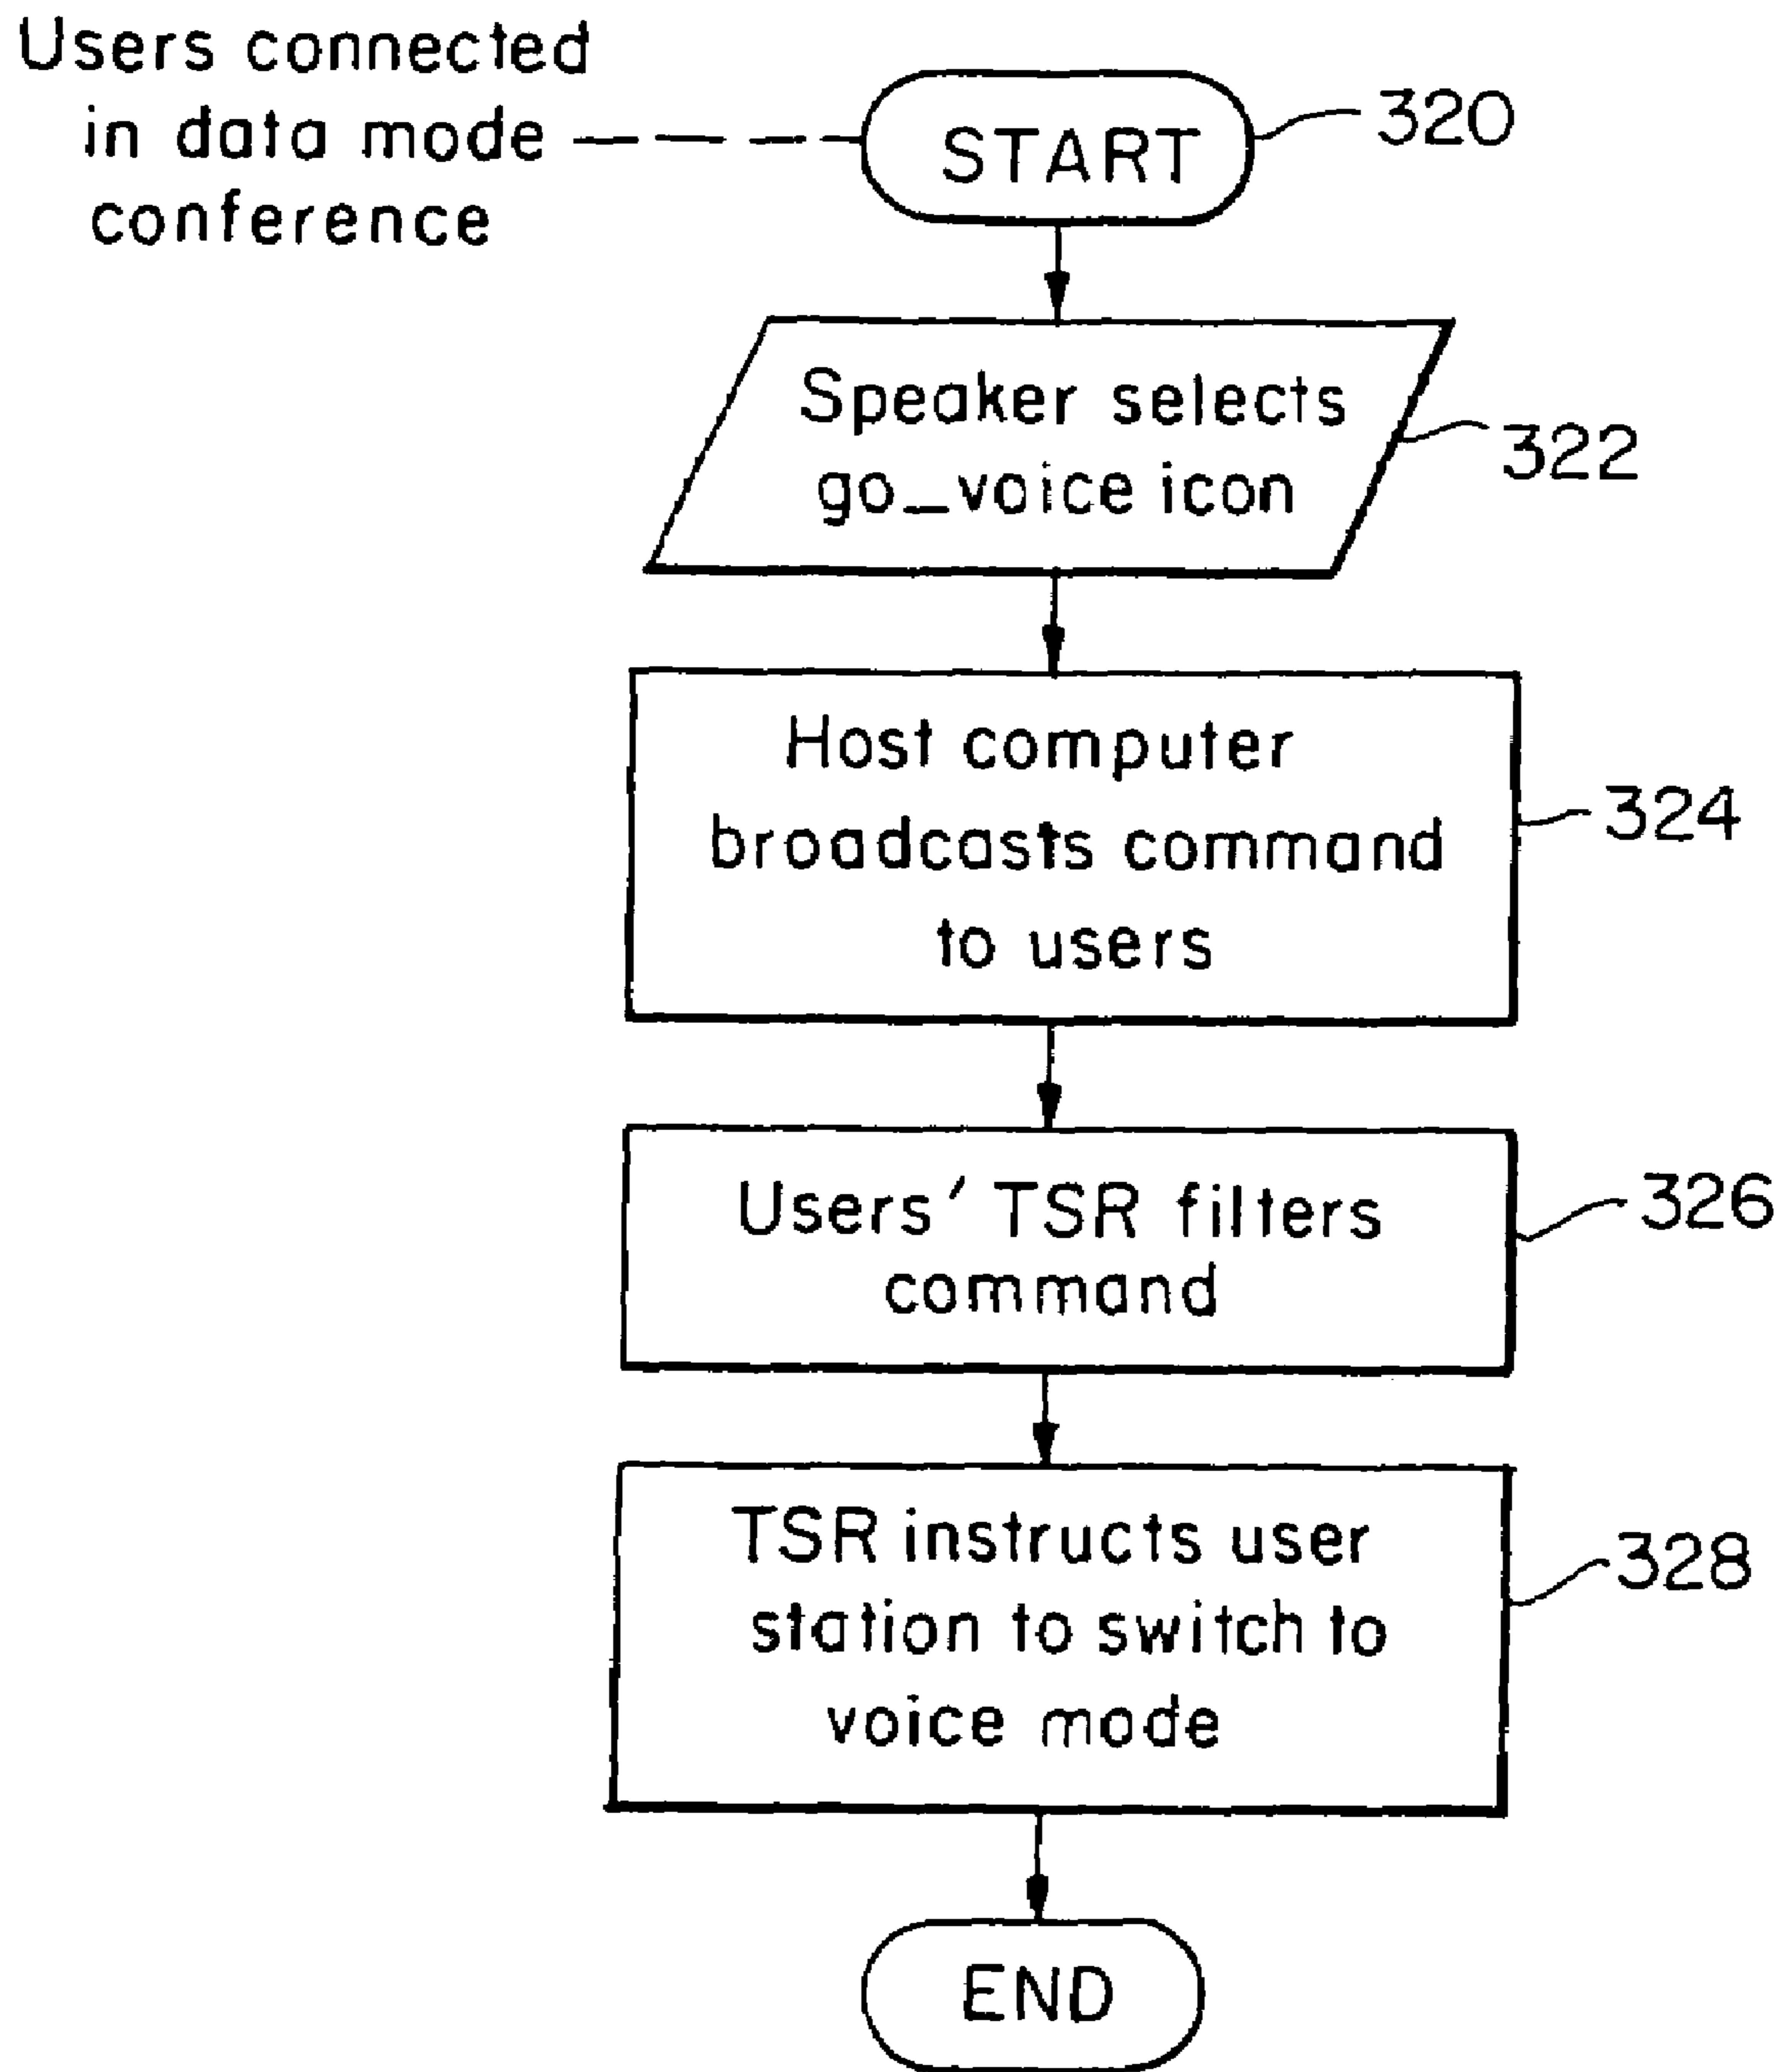 Users connected
in data mode
conference
START
320
Speaker selects
go_voice icon
322
Host computer
broadcasts command
to users
324
Users' TSR filters
command
326
TSR instructs user
station to switch to
voice mode
328
END